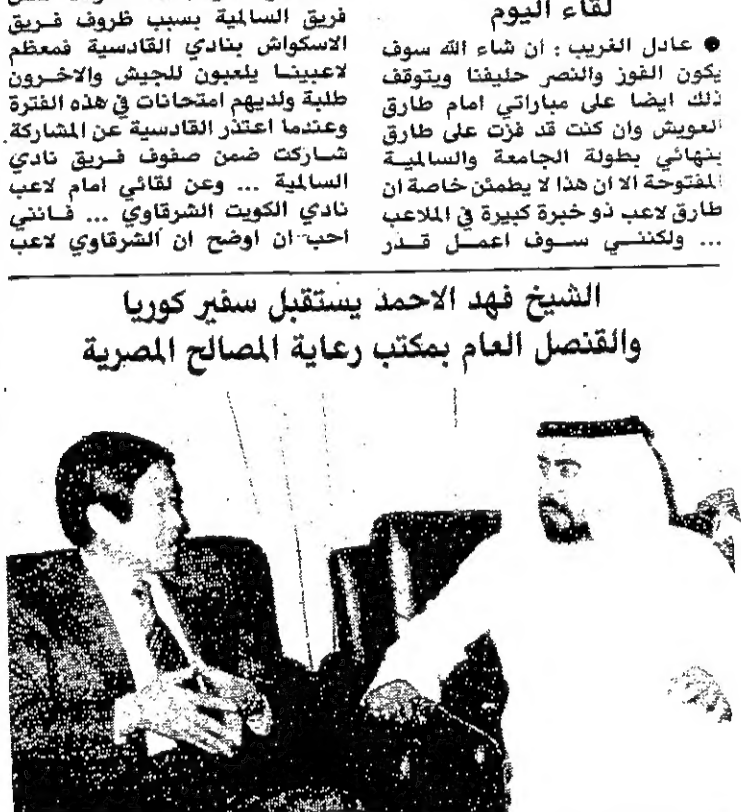 لقاء اليوم
● عادل الغريب : ان شاء الله سوف
يكون الفوز والنصر حليفنا ويتوقف
ذلك ايضا على مباراتي امام طارق
العويش وان كنت قد فزت على طارق
بنهائي بطولة الجامعة والسالمية
المفتوحة الا ان هذا لا يطمئن خاصة ان
طارق لاعب ذو خبرة كبيرة في الملاعب
... ولكنني سوف اعمل قدر
فريق السالمية بسبب ظروف فريق
الاسكواش بنادي القادسية فمعظم
لاعبينا يلعبون للجيش والاخرون
طلبة ولديهم امتحانات في هذه الفترة
وعندما اعتذر القادسية عن المشاركة
شاركت ضمن صفوف فريق نادي
السالمية ... وعن لقائي امام لاعب
نادي الكويت الشرقاوي ... فانني
احب ان اوضح ان الشرقاوي لاعب
الشيخ فهد الاحمد يستقبل سفير كوريا
والقنصل العام بمكتب رعاية المصالح المصرية